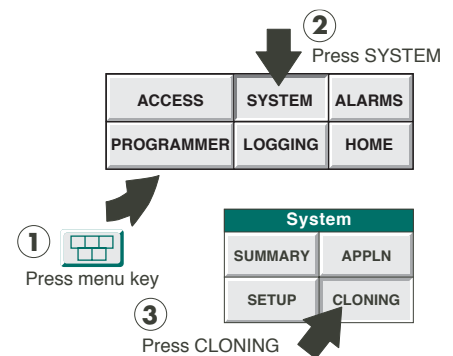 2
Press SYSTEM
ACCESS SYSTEM ALARMS
PROGRAMMER LOGGING HOME
1
Press menu key
System
SUMMARY APPLN
SETUP CLONING
3
Press CLONING